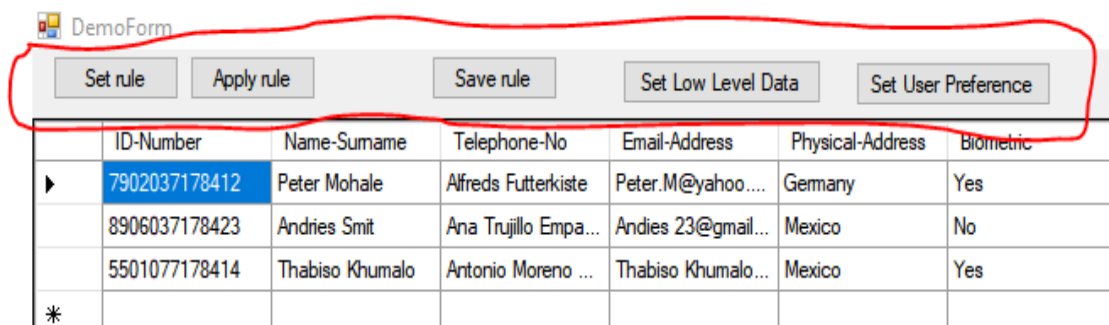 DemoForm
Set rule Apply rule Save rule Set Low Level Data Set User Preference
ID-Number Name-Surname Telephone-No Email-Address Physical-Address Biometric
7902037178412 Peter Mohale Alfreds Futterkiste Peter.M@yahoo.... Germany Yes
8906037178423 Andries Smit Ana Trujillo Empa... Andies 23@gmail... Mexico No
5501077178414 Thabiso Khumalo Antonio Moreno ... Thabiso Khumalo... Mexico Yes